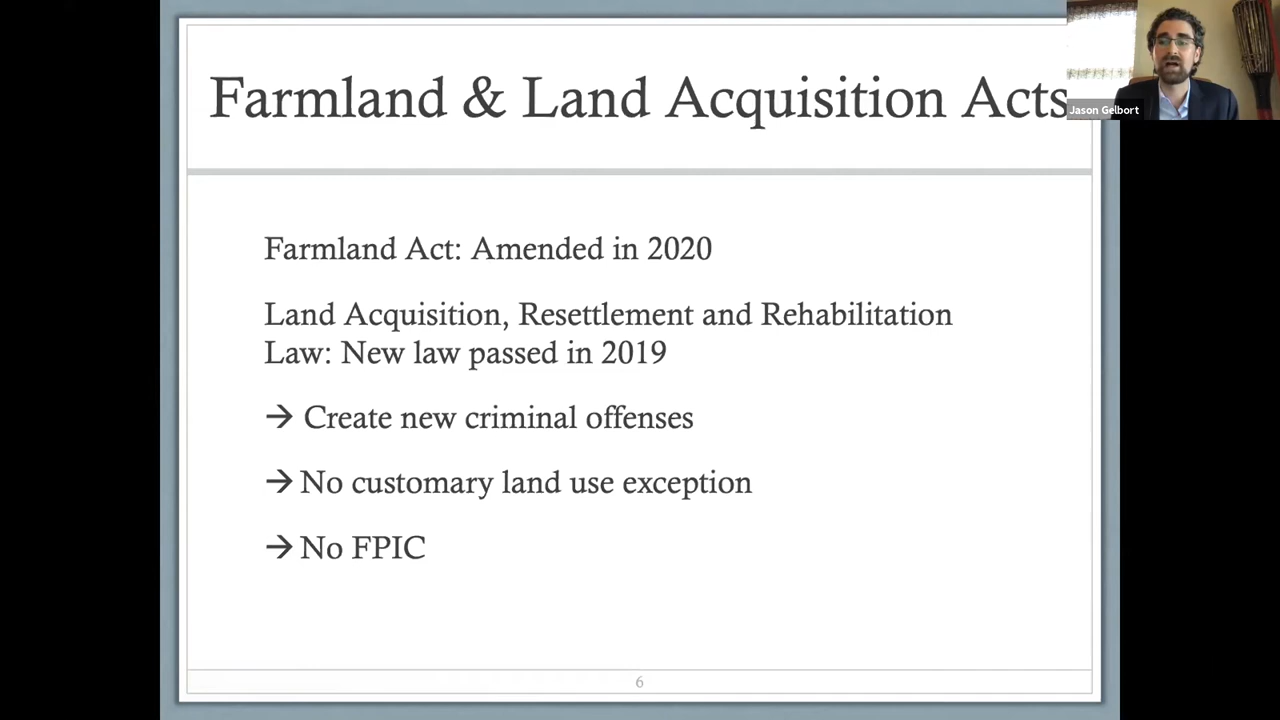 Farmland & Land Acquisition Acts
Jason Gelbort
Farmland Act: Amended in 2020
Land Acquisition, Resettlement and Rehabilitation
Law: New law passed in 2019
→ Create new criminal offenses
→ No customary land use exception
→ No FPIC
6